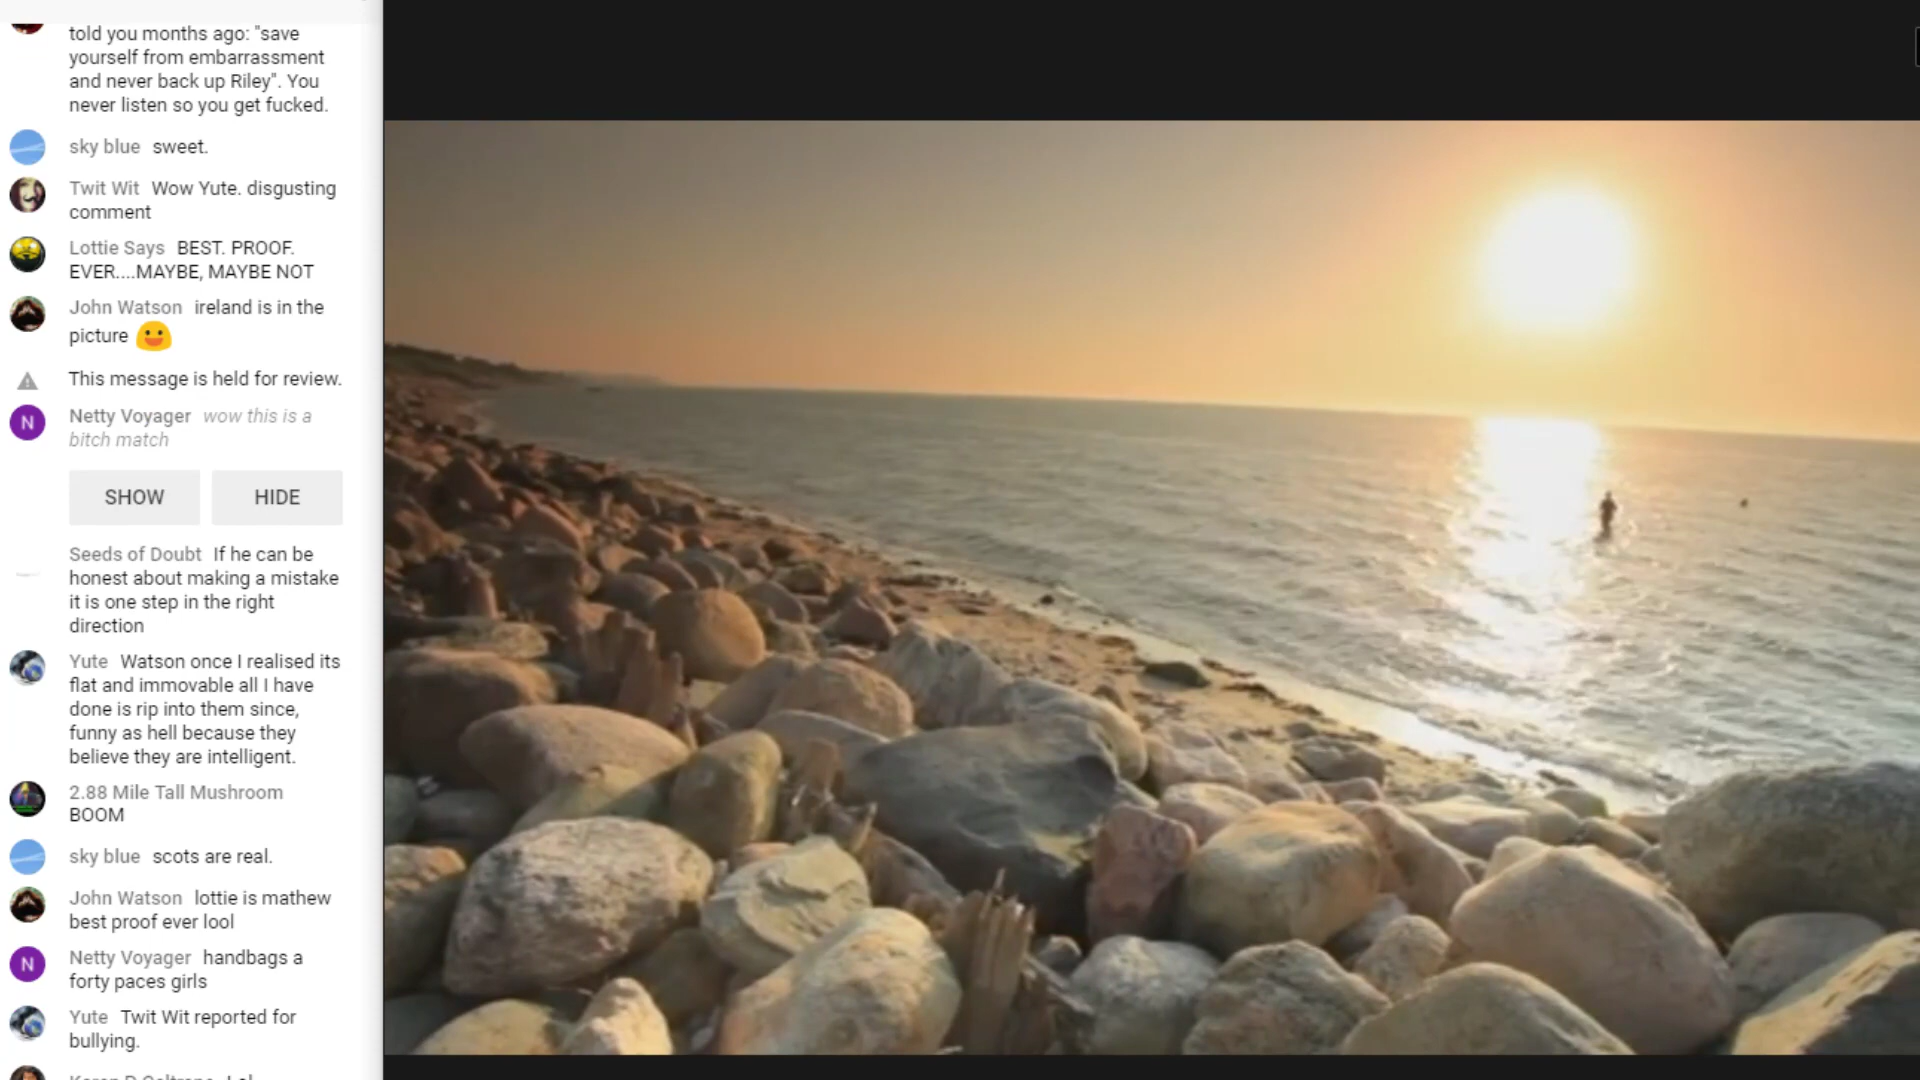 told you months ago: "save
yourself from embarrassment
and never back up Riley". You
never listen so you get fucked.
sky blue sweet.
Twit Wit Wow Yute. disgusting
comment
Lottie Says BEST. PROOF.
EVER....MAYBE, MAYBE NOT
John Watson ireland is in the
picture
This message is held for review.
Netty Voyager wow this is a
bitch match
SHOW HIDE
Seeds of Doubt If he can be
honest about making a mistake
it is one step in the right
direction
Yute Watson once I realised its
flat and immovable all I have
done is rip into them since,
funny as hell because they
believe they are intelligent.
2.88 Mile Tall Mushroom
BOOM
sky blue scots are real.
John Watson lottie is mathew
best proof ever lool
Netty Voyager handbags a
forty paces girls
Yute Twit Wit reported for
bullying.